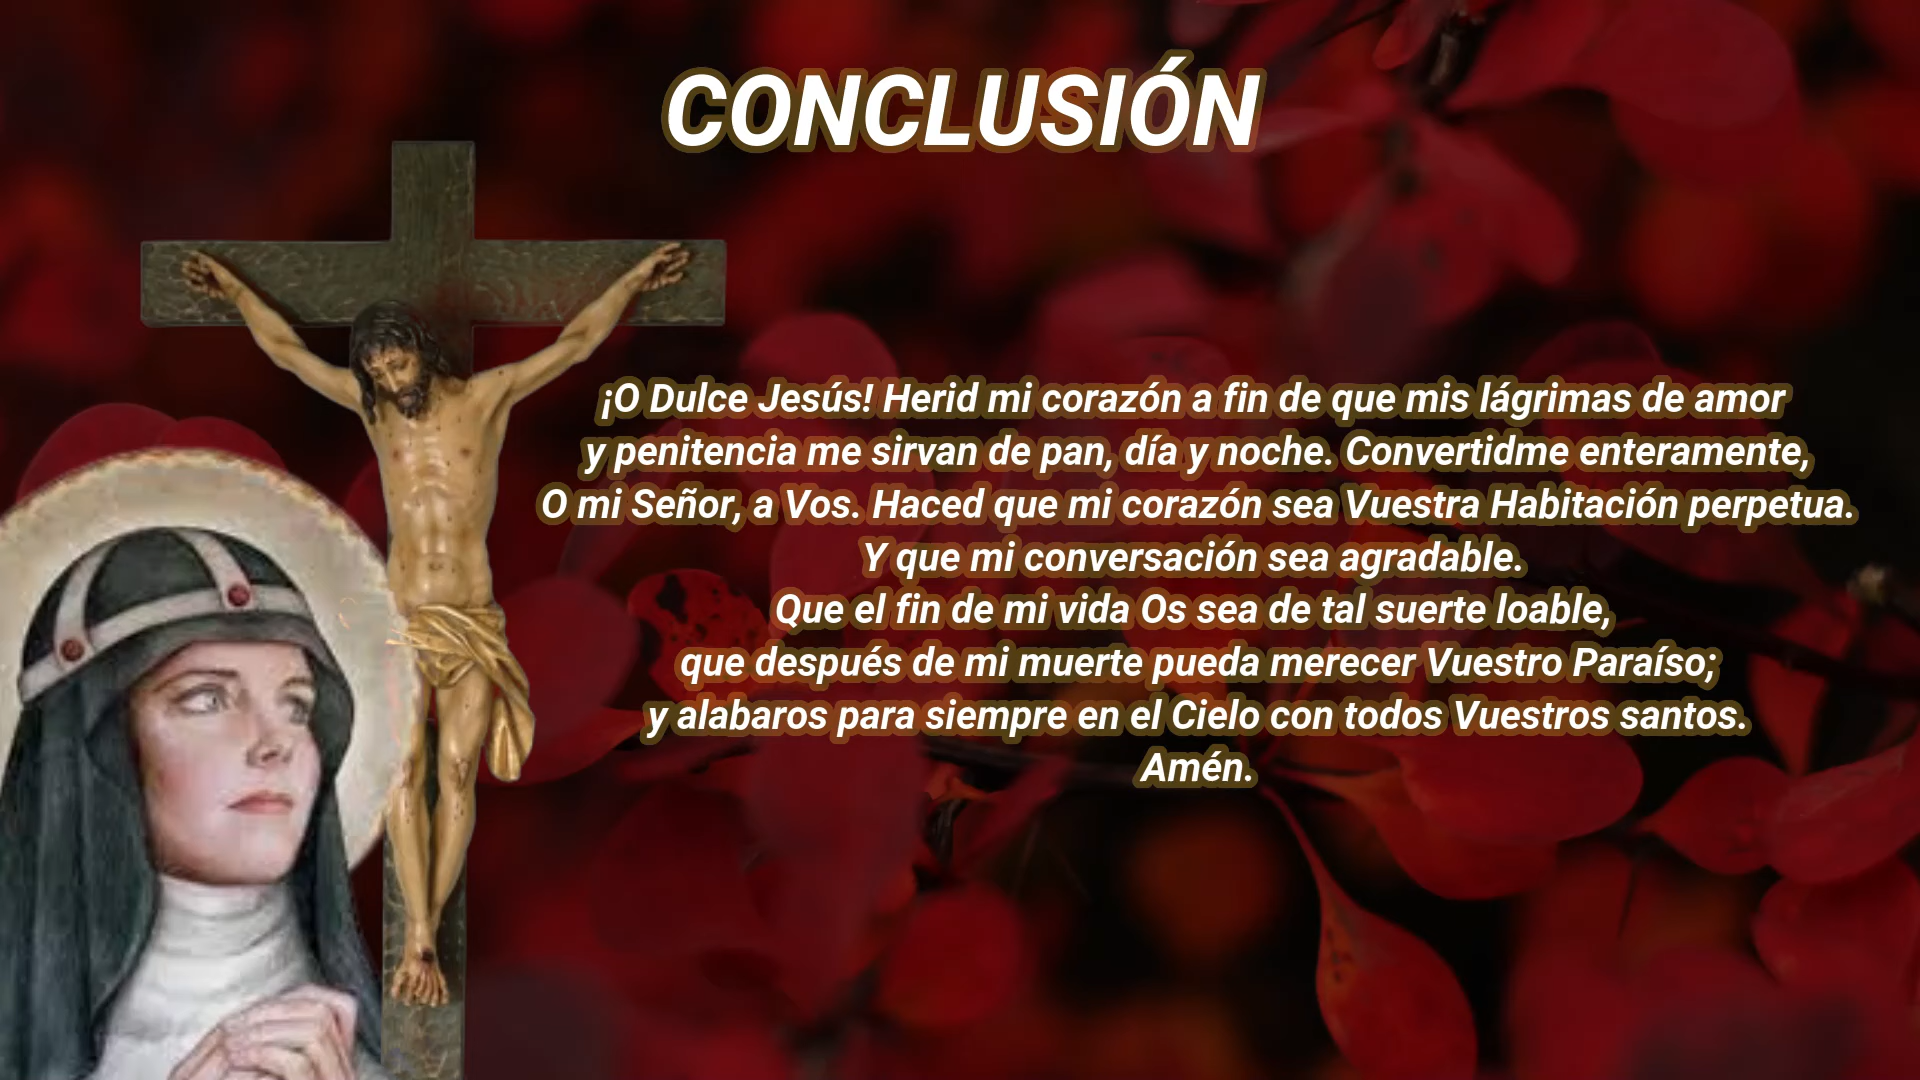 CONCLUSIÓN
¡O Dulce Jesús! Herid mi corazón a fin de que mis lágrimas de amor
y penitencia me sirvan de pan, día y noche. Convertidme enteramente,
O mi Señor, a Vos. Haced que mi corazón sea Vuestra Habitación perpetua.
Y que mi conversación sea agradable.
Que el fin de mi vida Os sea de tal suerte loable,
que después de mi muerte pueda merecer Vuestro Paraíso;
y alabaros para siempre en el Cielo con todos Vuestros santos.
Amén.